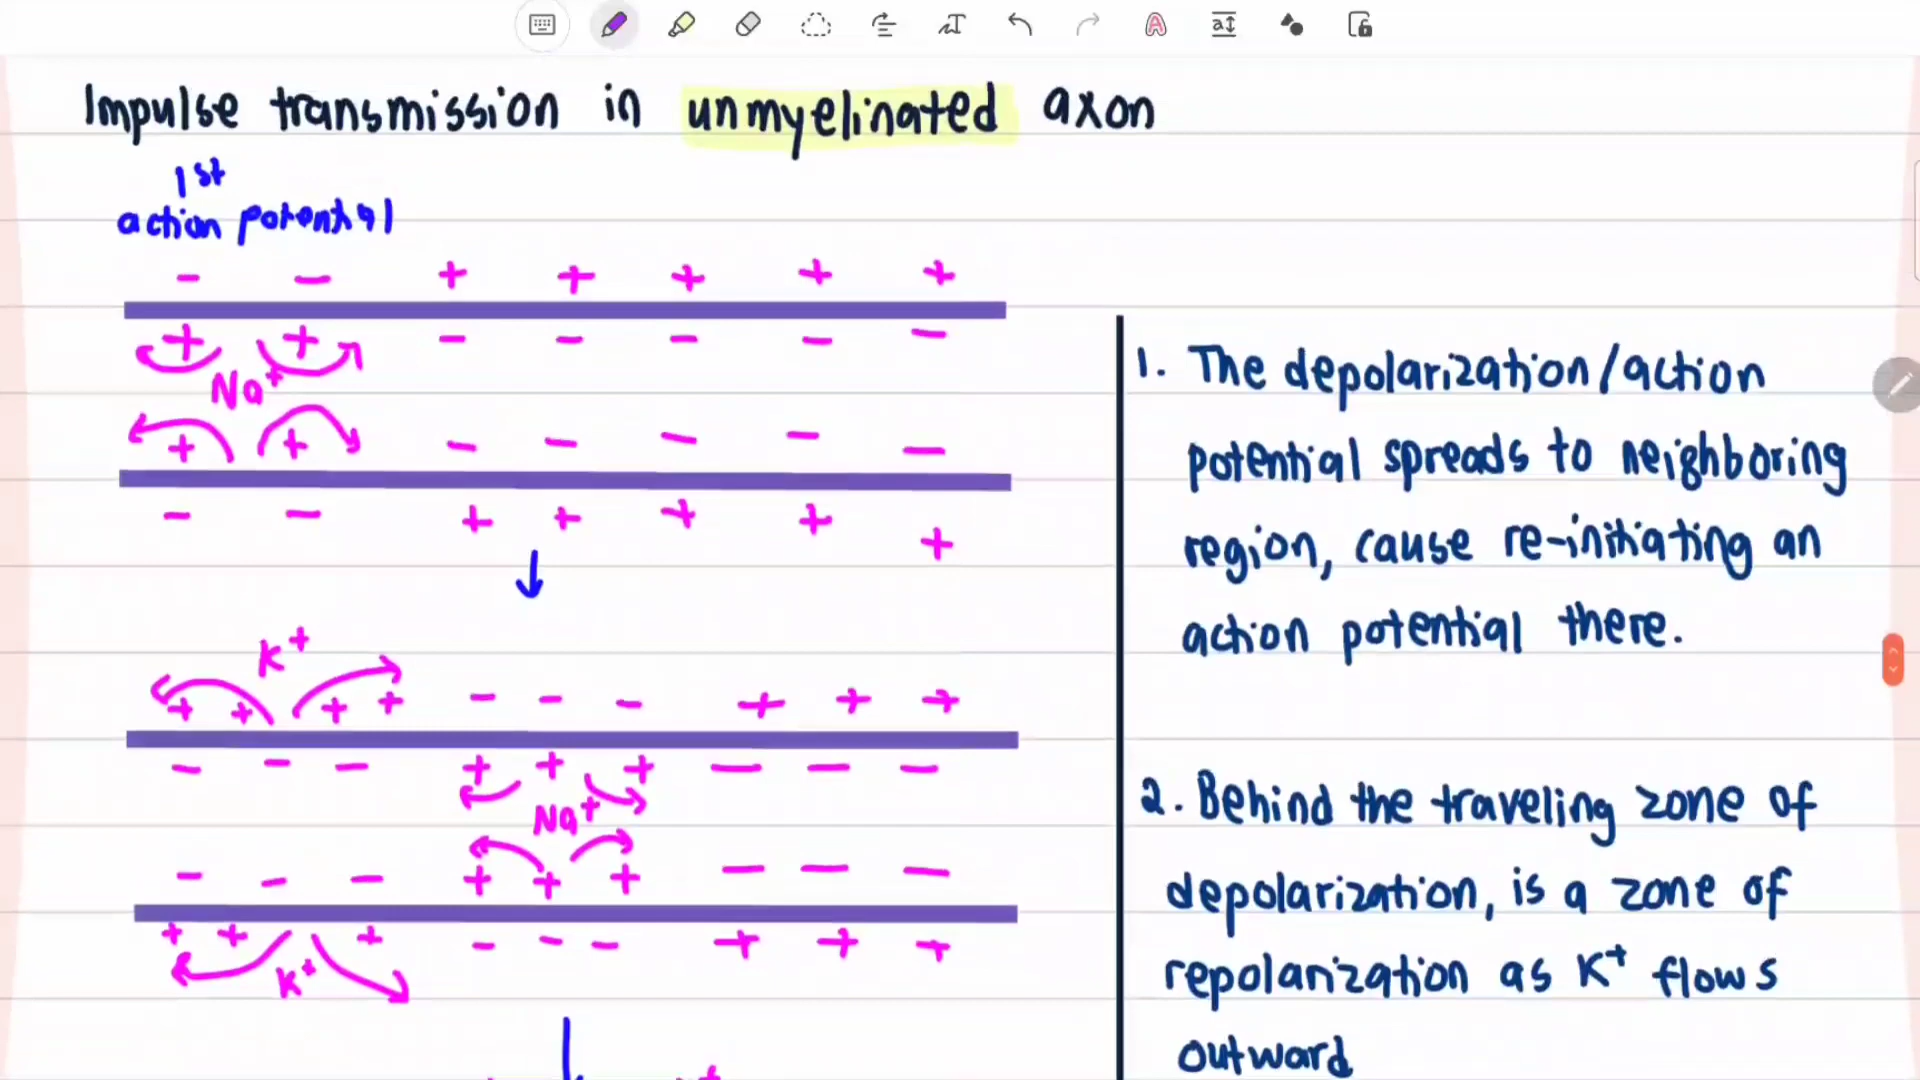 Impulse transmission in unmyelinated axon
1st
action potential
- - + + + + +
+ + - - - - -
Na+
+ + - - - - -
- - + + + + +
K+
+ + + + - - - + + +
- - - + + + - - -
Na+
- - - + + + - - -
+ + + - - - + + +
K+
1. The depolarization/action
potential spreads to neighboring
region, cause re-initiating an
action potential there.
2. Behind the traveling zone of
depolarization, is a zone of
repolarization as K+ flows
outward